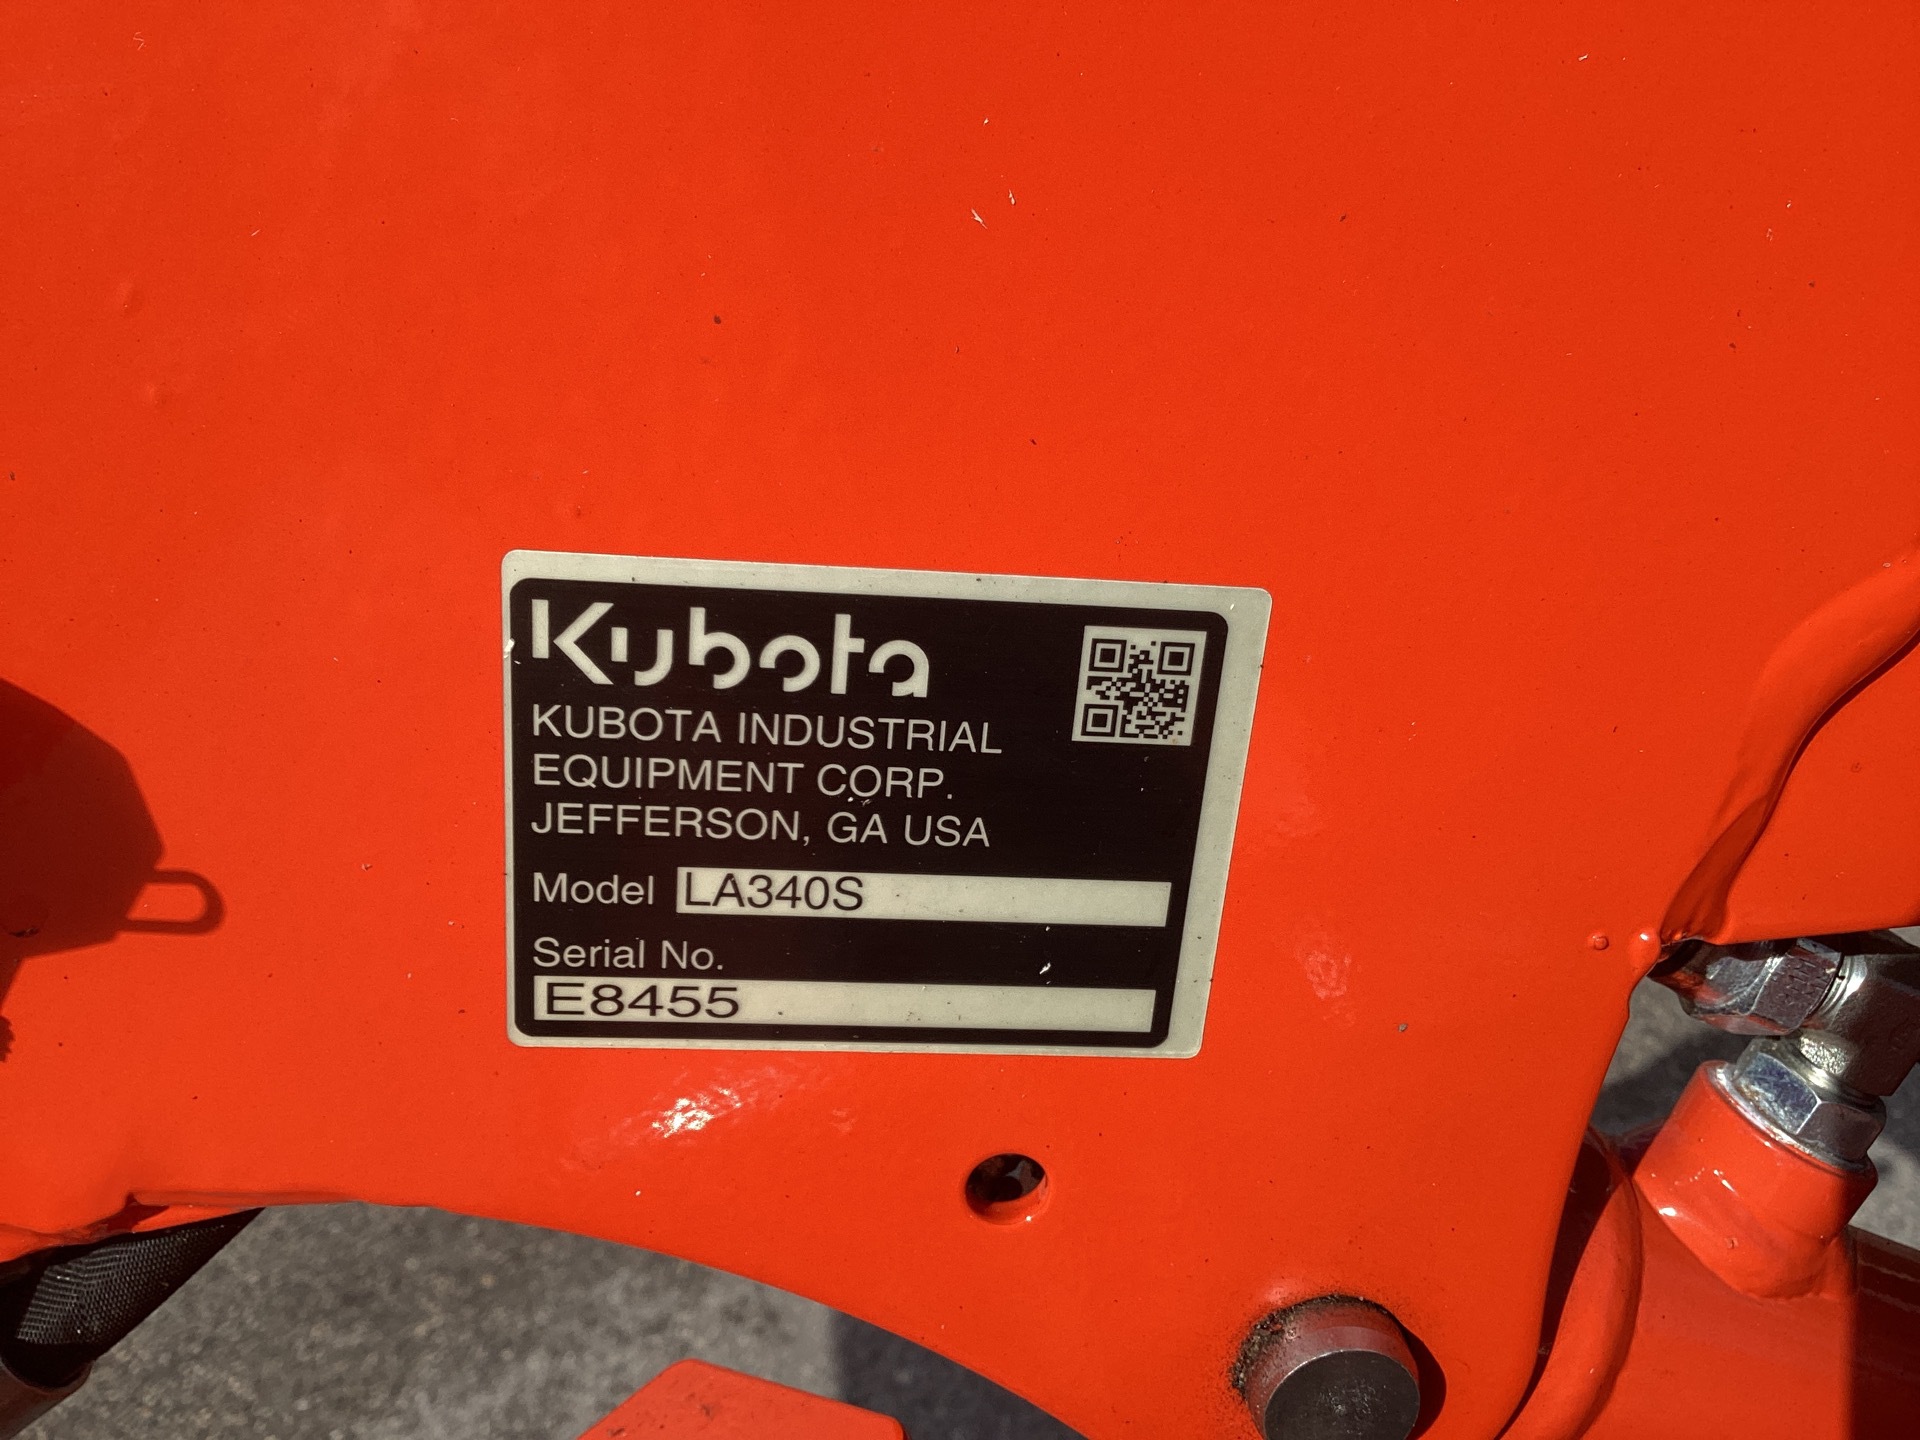 Kubota
KUBOTA INDUSTRIAL
EQUIPMENT CORP.
JEFFERSON, GA USA
Model LA340S
Serial No.
E8455